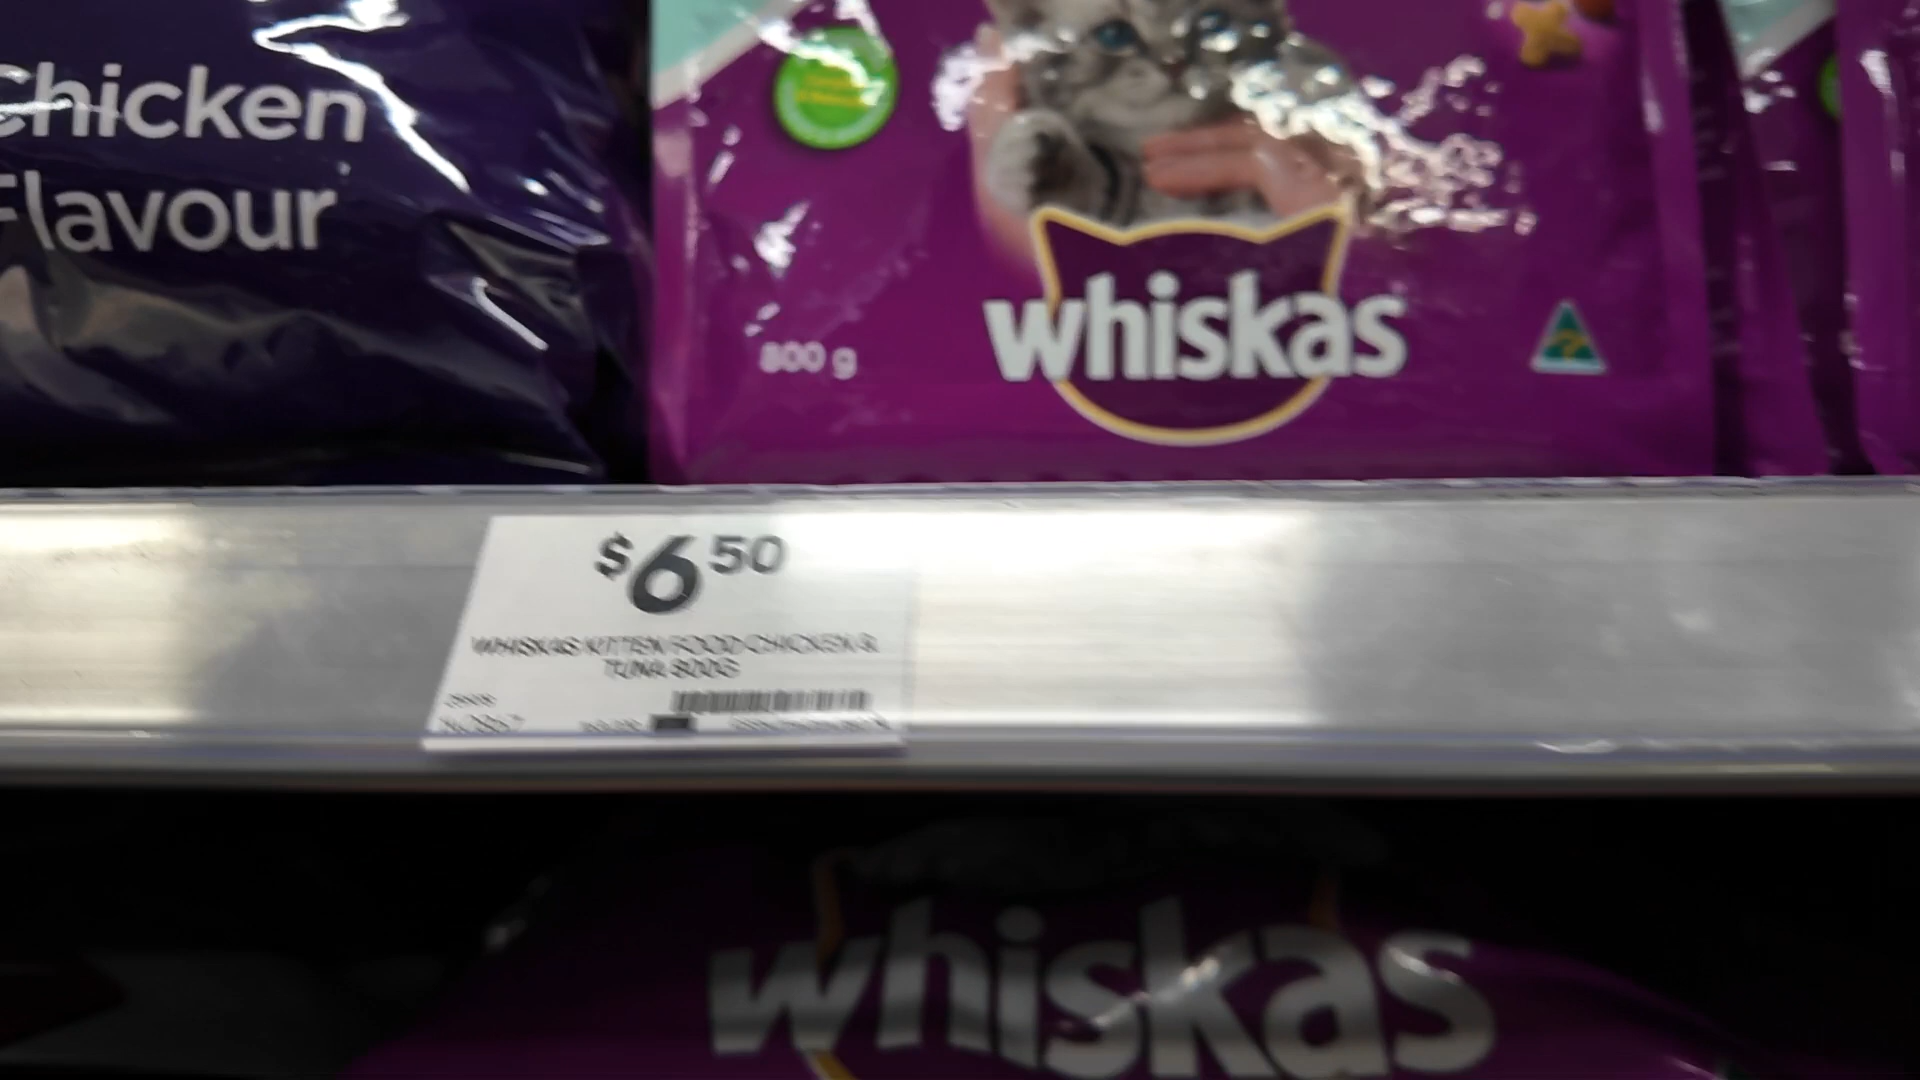 Chicken
Flavour
800 g
whiskas
$6 50
WHISKAS KITTEN FOOD CHICKEN &
TUNA 800G
whiskas